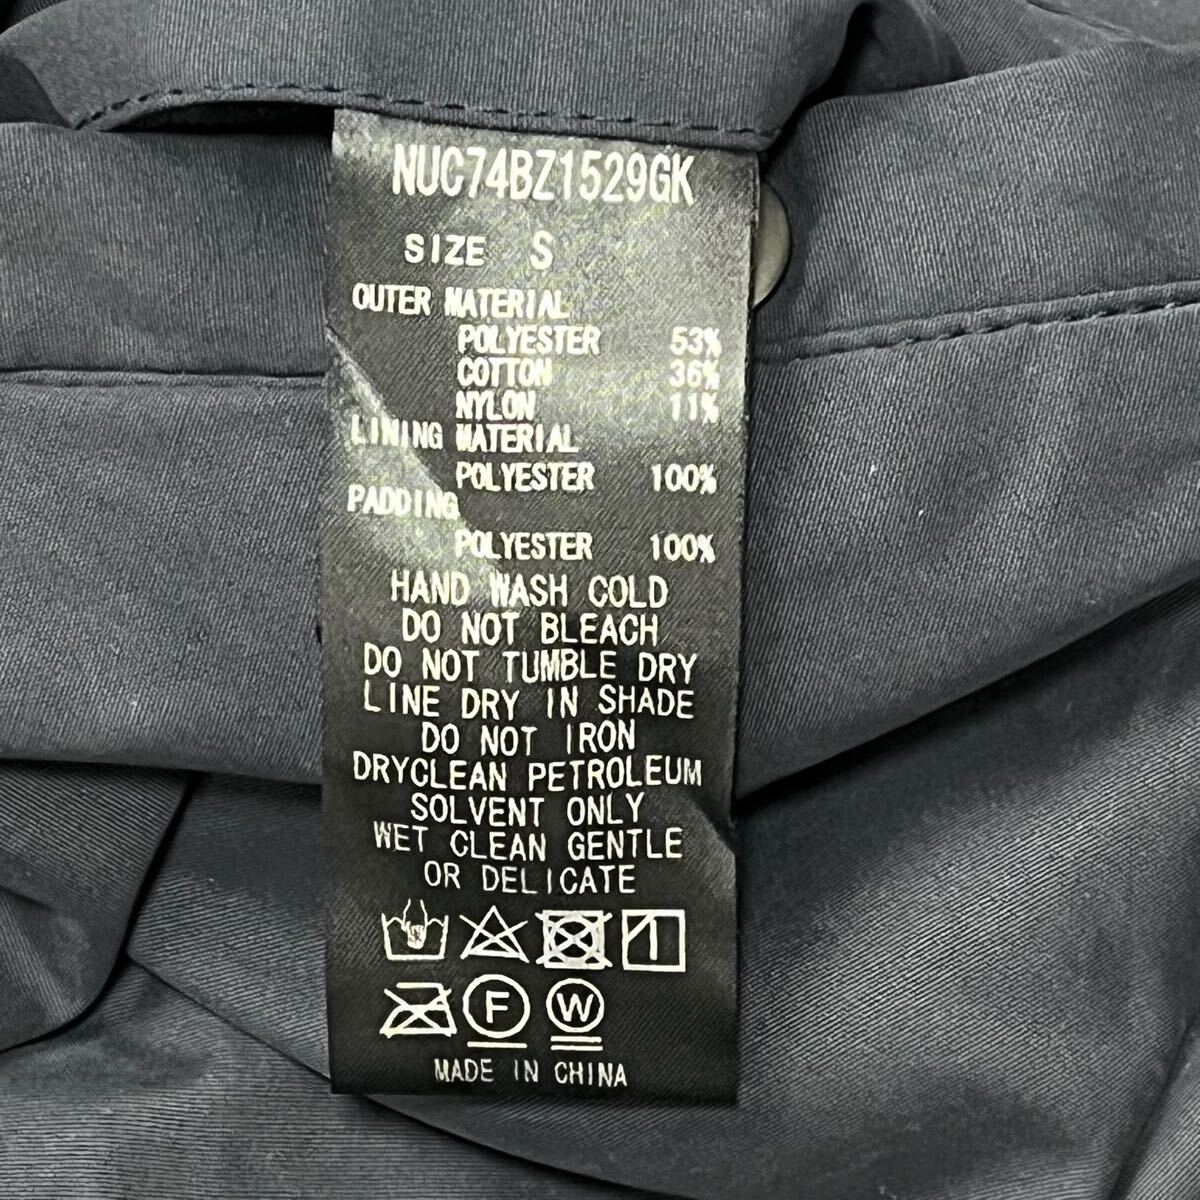 NUC74BZ1529GK
SIZE S
OUTER MATERIAL
POLYESTER 53%
COTTON 36%
NYLON 11%
LINING MATERIAL
POLYESTER 100%
PADDING
POLYESTER 100%
HAND WASH COLD
DO NOT BLEACH
DO NOT TUMBLE DRY
LINE DRY IN SHADE
DO NOT IRON
DRYCLEAN PETROLEUM
SOLVENT ONLY
WET CLEAN GENTLE
OR DELICATE
F W
MADE IN CHINA